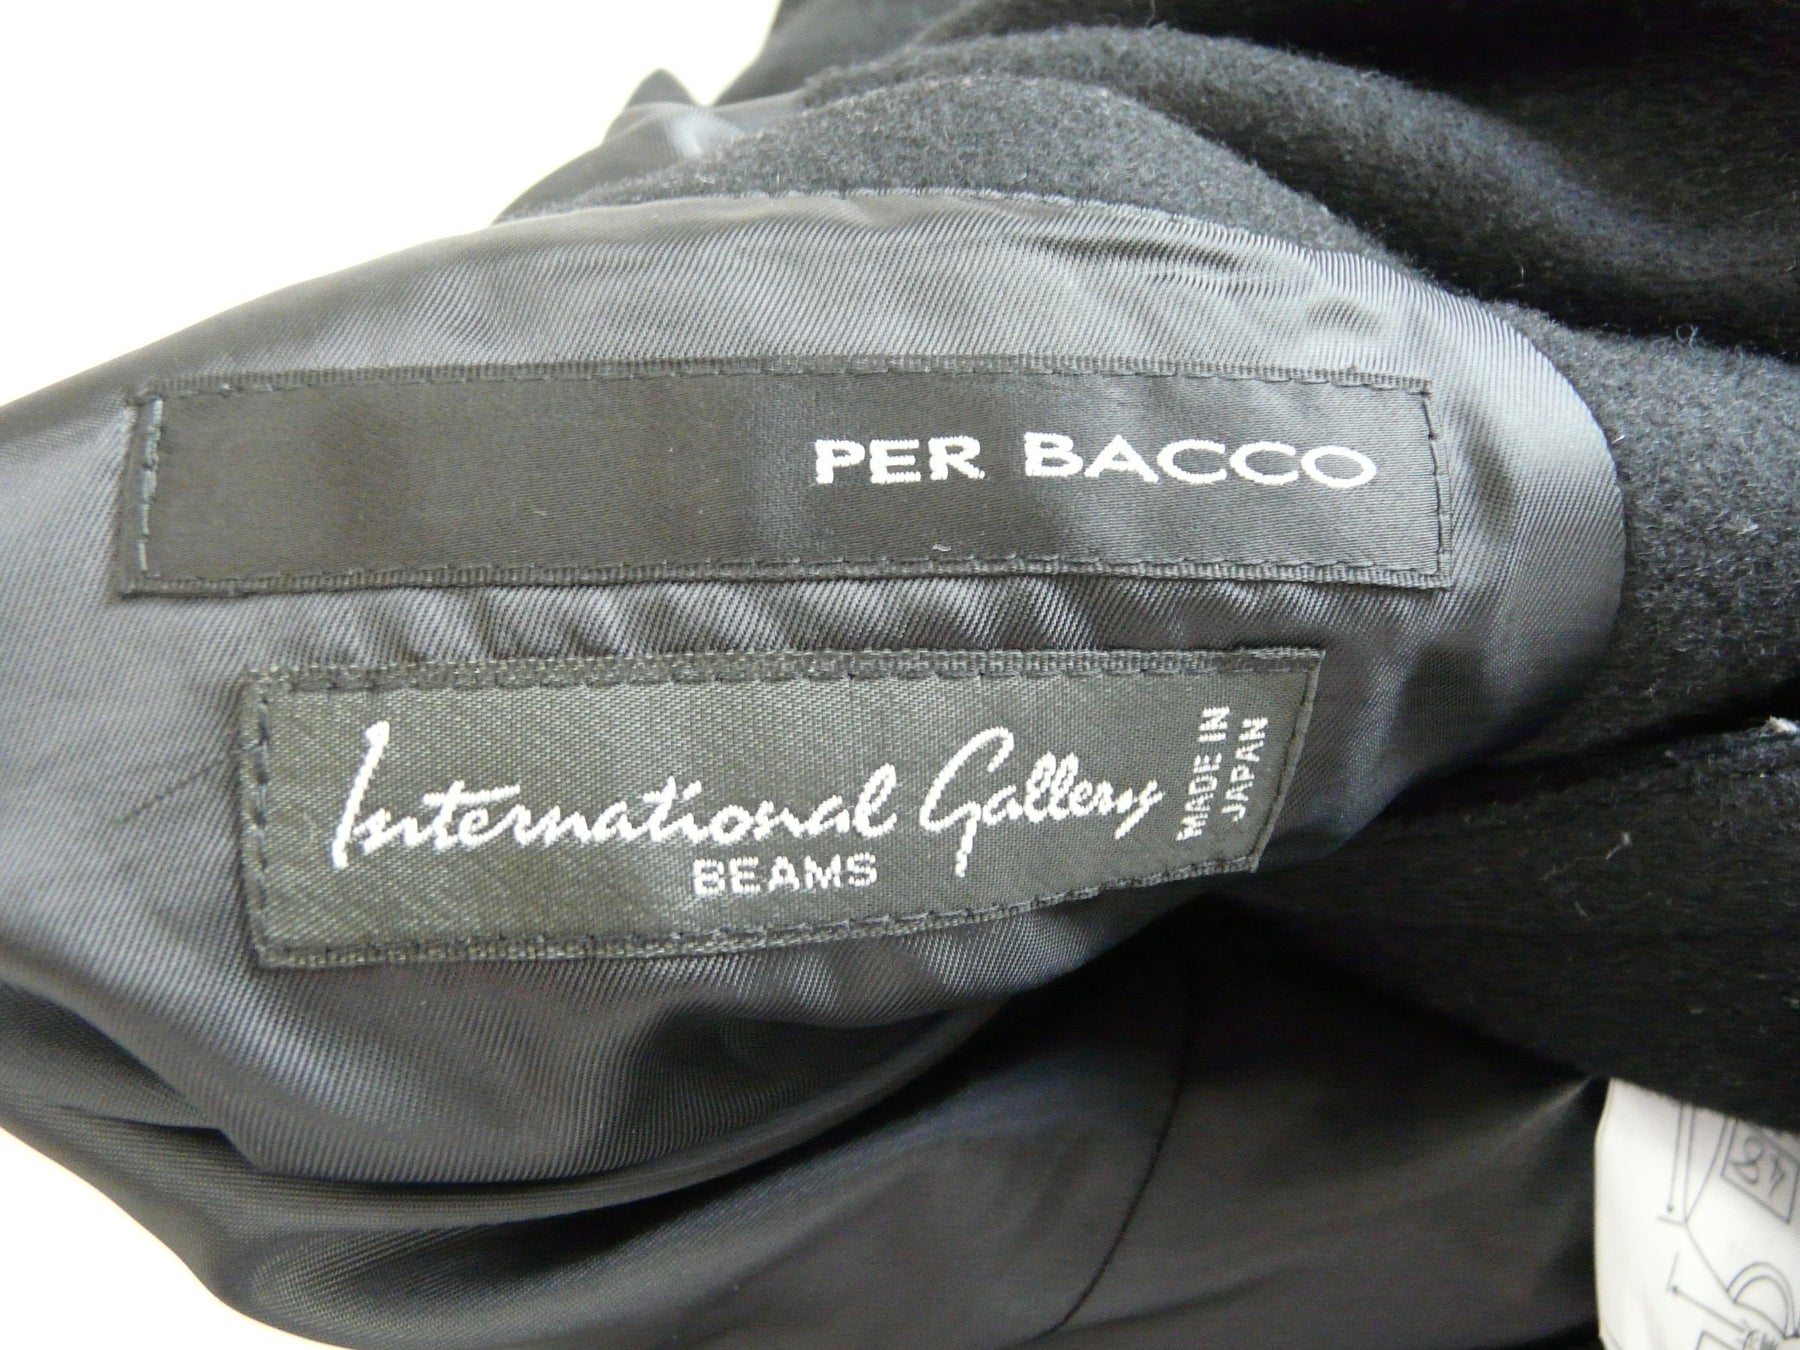 PER BACCO
International Gallery
BEAMS
MADE IN
JAPAN